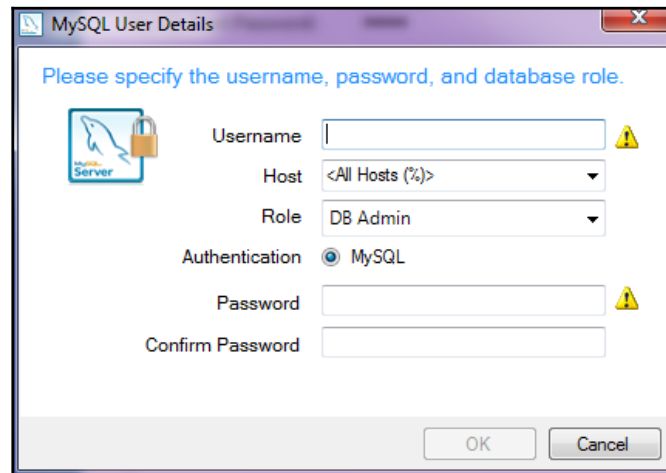 MySQL User Details
Please specify the username, password, and database role.
MySQL
Server
Username
Host <All Hosts (%)>
Role DB Admin
Authentication MySQL
Password
Confirm Password
OK Cancel